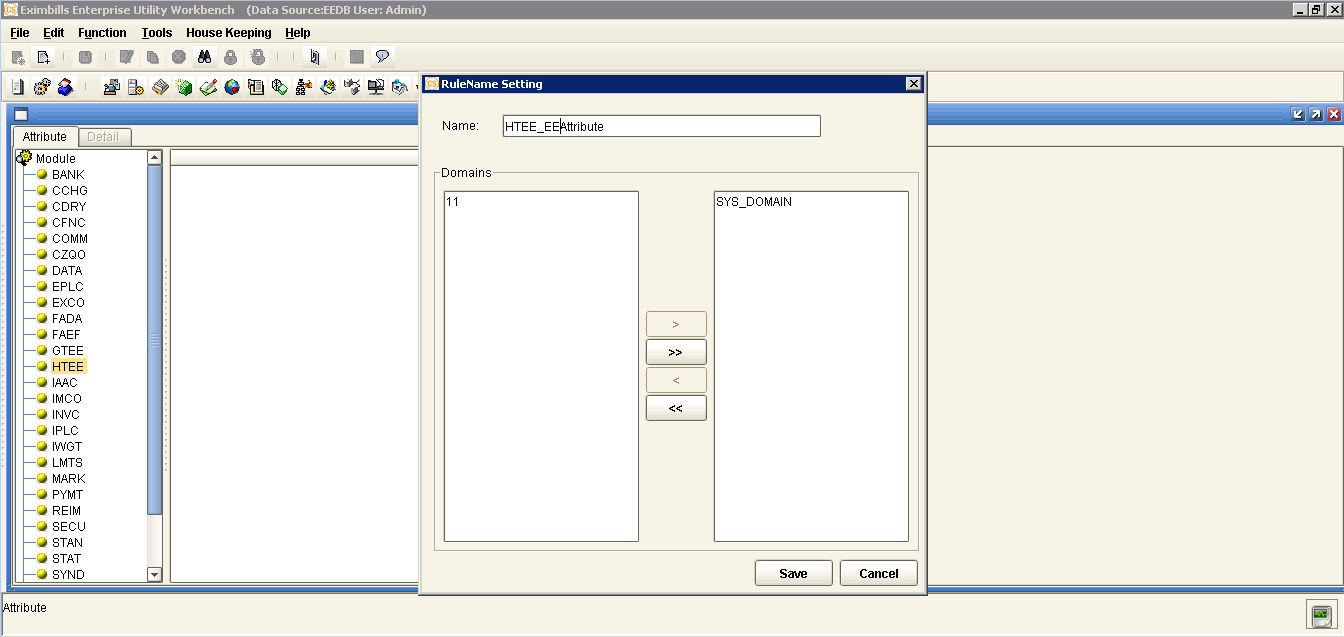 Eximbills Enterprise Utility Workbench (Data Source:EEDB User: Admin)
File Edit Function Tools House Keeping Help
RuleName Setting
Name: HTEE_EEAttribute
Domains
11
SYS_DOMAIN
>
>>
<
<<
Save Cancel
Attribute Detail
Module
BANK
CCHG
CDRY
CFNC
COMM
CZQO
DATA
EPLC
EXCO
FADA
FAEF
GTEE
HTEE
IAAC
IMCO
INVC
IPLC
IWGT
LMTS
MARK
PYMT
REIM
SECU
STAN
STAT
SYND
Attribute